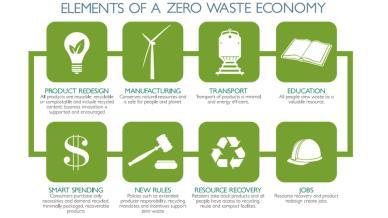 ELEMENTS OF A ZERO WASTE ECONOMY
PRODUCT REDESIGN
All products are reusable, recyclable
or compostable and include recycled
content; business innovation is
supported and encouraged.
MANUFACTURING
Conserves natural resources and
is safe for people and planet.
TRANSPORT
Transport of products is minimal
and energy efficient.
EDUCATION
All people view waste as a
valuable resource.
SMART SPENDING
Consumers purchase only
necessities and demand recycled,
minimally packaged, recoverable
products.
NEW RULES
Policies such as extended
producer responsibility, recycling
mandates and incentives support
zero waste.
RESOURCE RECOVERY
Retailers take back products and all
people have access to recycling,
reuse and compost facilities.
JOBS
Resource recovery and product
redesign create jobs.